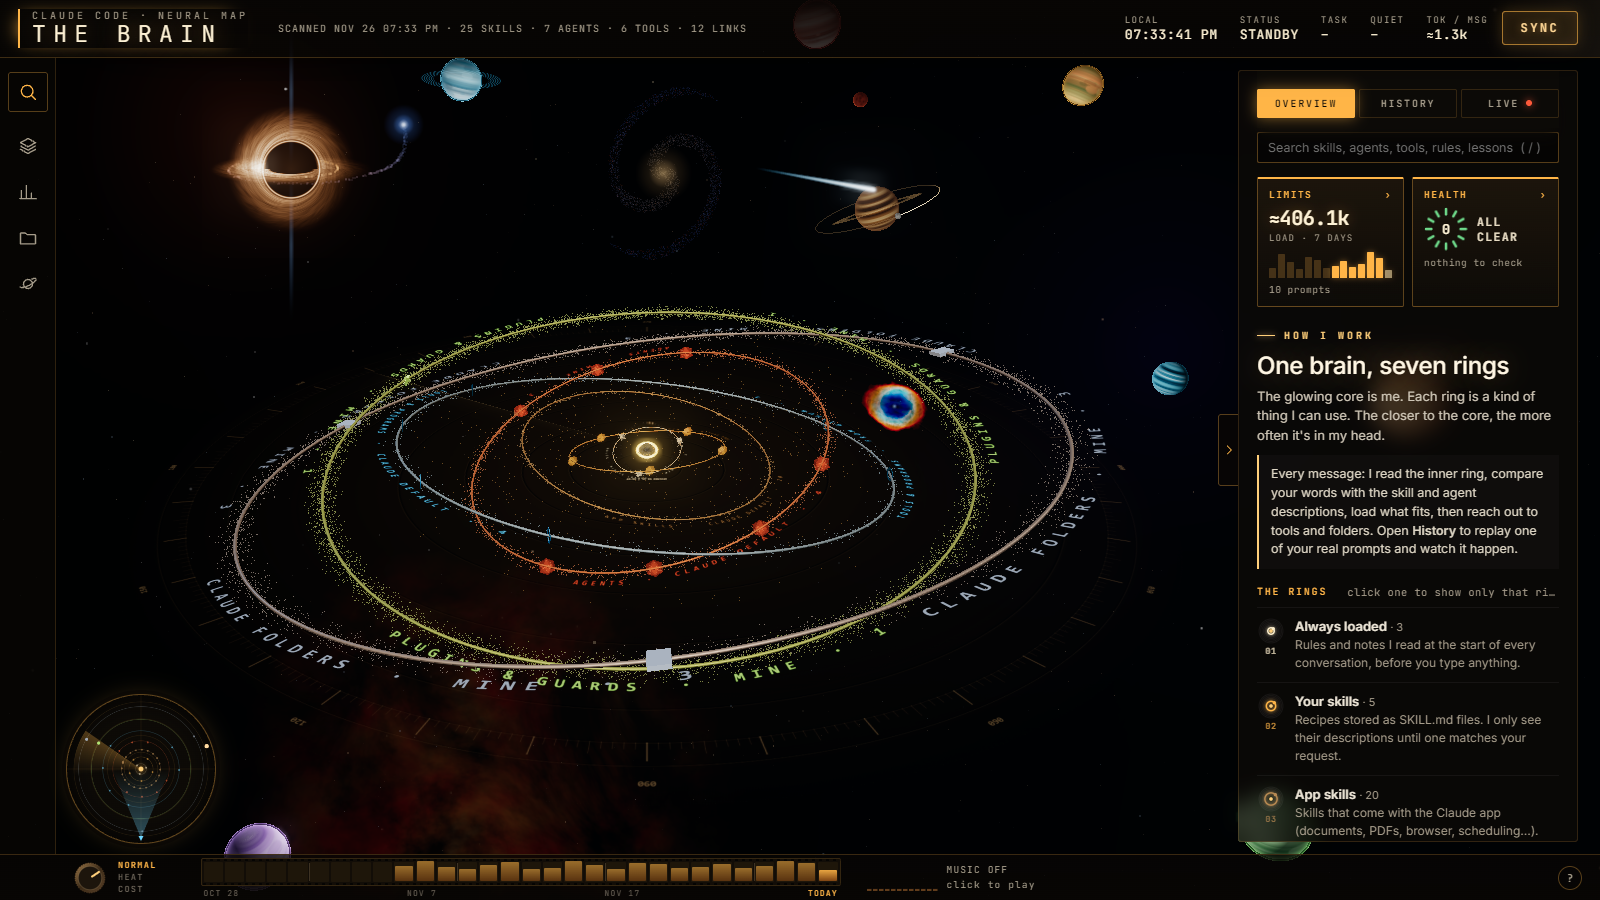 CLAUDE CODE · NEURAL MAP
THE BRAIN
SCANNED NOV 26 07:33 PM · 25 SKILLS · 7 AGENTS · 6 TOOLS · 12 LINKS
LOCAL
07:33:41 PM
STATUS
STANDBY
TASK
–
QUIET
–
TOK / MSG
≈1.3k
SYNC
OVERVIEW
HISTORY
LIVE
Search skills, agents, tools, rules, lessons ( / )
LIMITS ›
≈406.1k
LOAD · 7 DAYS
10 prompts
HEALTH ›
0
ALL
CLEAR
nothing to check
HOW I WORK
One brain, seven rings
The glowing core is me. Each ring is a kind of
thing I can use. The closer to the core, the more
often it's in my head.
Every message: I read the inner ring, compare
your words with the skill and agent
descriptions, load what fits, then reach out to
tools and folders. Open History to replay one
of your real prompts and watch it happen.
THE RINGS click one to show only that ri…
01
Always loaded · 3
Rules and notes I read at the start of every
conversation, before you type anything.
02
Your skills · 5
Recipes stored as SKILL.md files. I only see
their descriptions until one matches your
request.
03
App skills · 20
Skills that come with the Claude app
(documents, PDFs, browser, scheduling…).
PLUGINS & GUARDS
CLAUDE DEFAULT
AGENTS
CLAUDE DEFAULT
CLAUDE FOLDERS · MINE · 3
CLAUDE FOLDERS · MINE
PLUGINS & GUARDS · MINE · 1
060
NORMAL
HEAT
COST
OCT 28
NOV 7
NOV 17
TODAY
MUSIC OFF
click to play
?